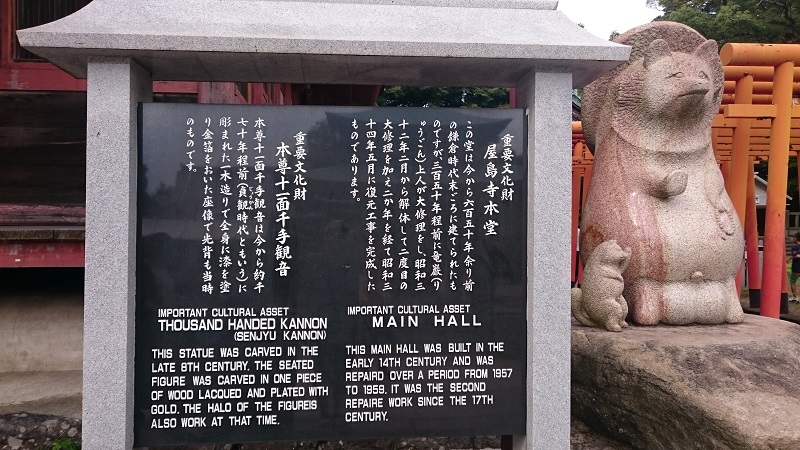 重要文化財
屋島寺本堂
この堂は今から六百五十年余り前
の鎌倉時代末ごろに建てられたも
のですが、三百五十年程前に竜巌(り
ゅうごん)上人が大修理をし、昭和三
十二年二月から解体して二度目の
大修理を加え二か年を経て昭和三
十四年五月に復元工事を完成した
ものであります。
重要文化財
本尊十一面千手観音
本尊十一面千手観音は今から約千
七十年程前(貞観時代ともいう)に
彫まれた一木造りで全身に漆を塗
り金箔をおいた座像で光背も当時
のものです。
IMPORTANT CULTURAL ASSET
THOUSAND HANDED KANNON
(SENJYU KANNON)
THIS STATUE WAS CARVED IN THE
LATE 8TH CENTURY. THE SEATED
FIGURE WAS CARVED IN ONE PIECE
OF WOOD LACQUED AND PLATED WITH
GOLD. THE HALO OF THE FIGUREIS
ALSO WORK AT THAT TIME.
IMPORTANT CULTURAL ASSET
MAIN HALL
THIS MAIN HALL WAS BUILT IN THE
EARLY 14TH CENTURY AND WAS
REPAIRD OVER A PERIOD FROM 1957
TO 1959. IT WAS THE SECOND
REPAIRE WORK SINCE THE 17TH
CENTURY.